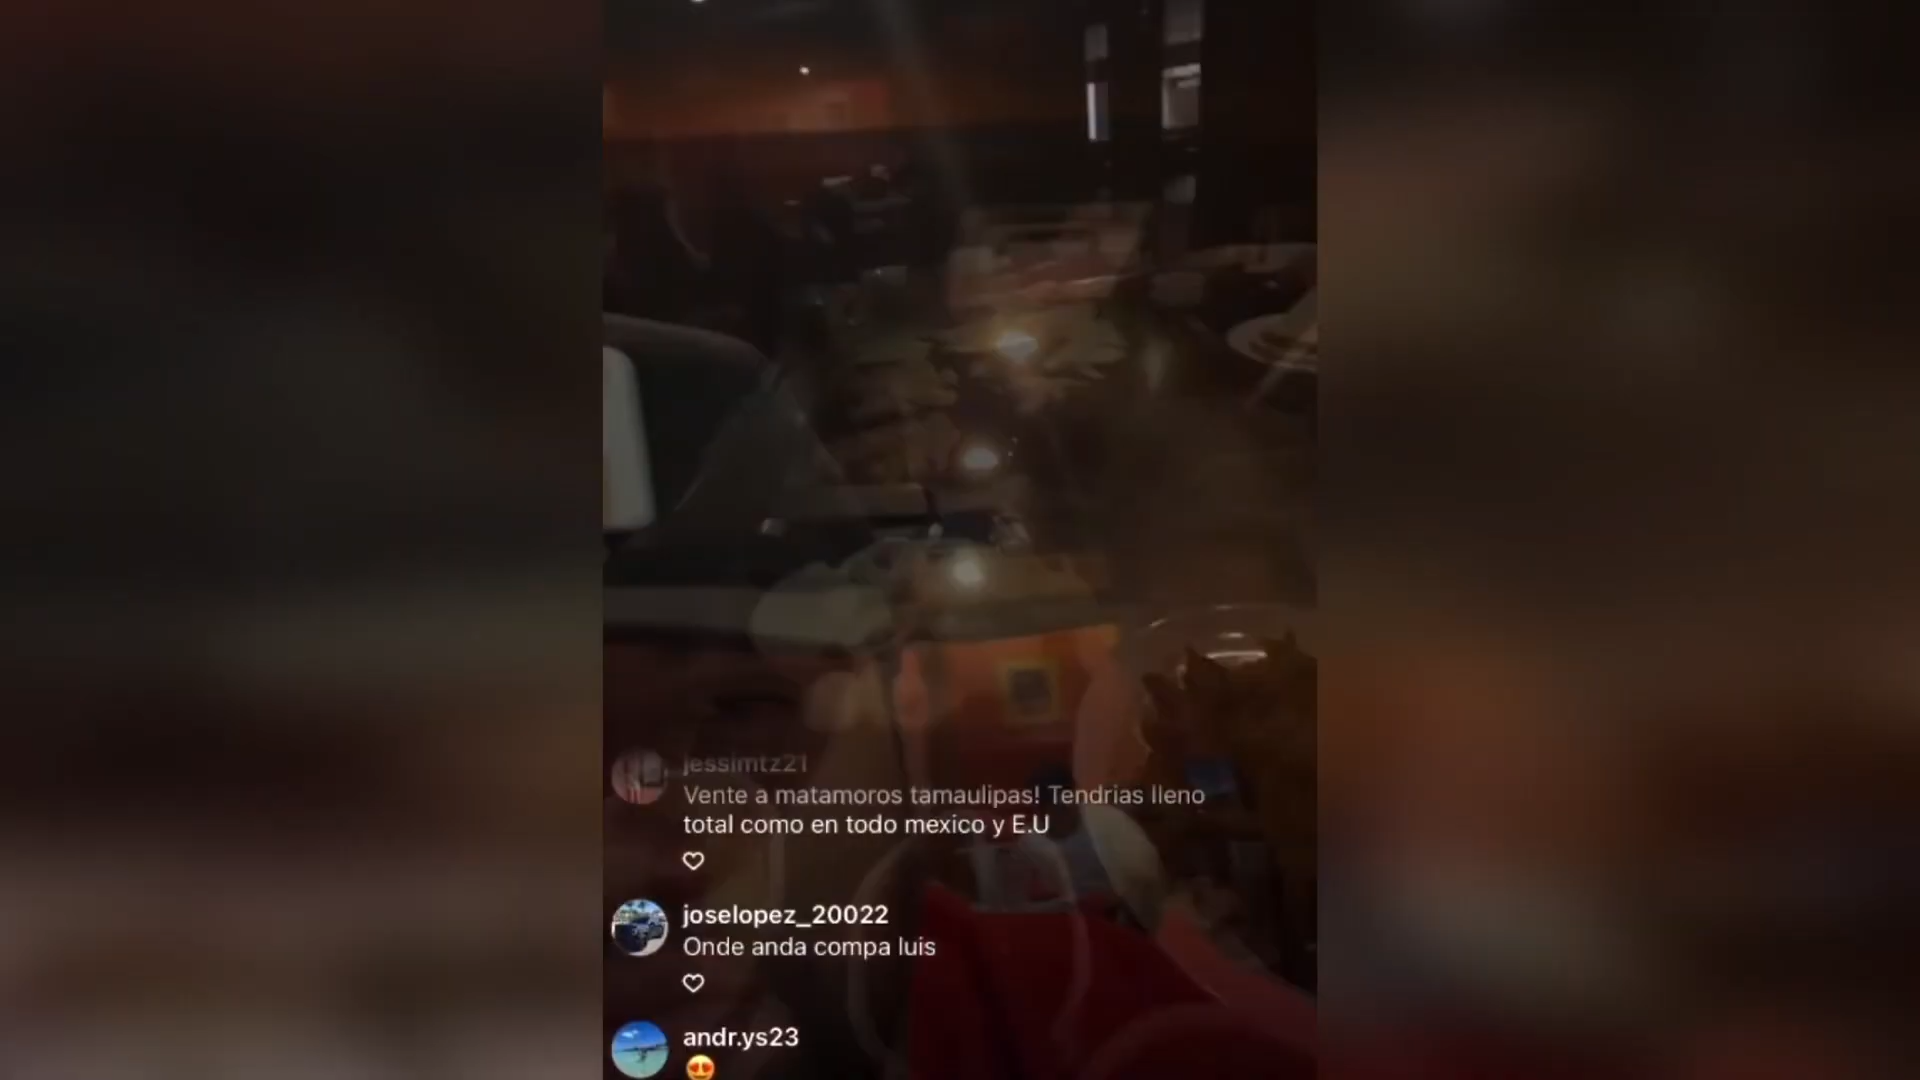 jessimtz21
Vente a matamoros tamaulipas! Tendrias lleno
total como en todo mexico y E.U
joselopez_20022
Onde anda compa luis
andr.ys23
😍